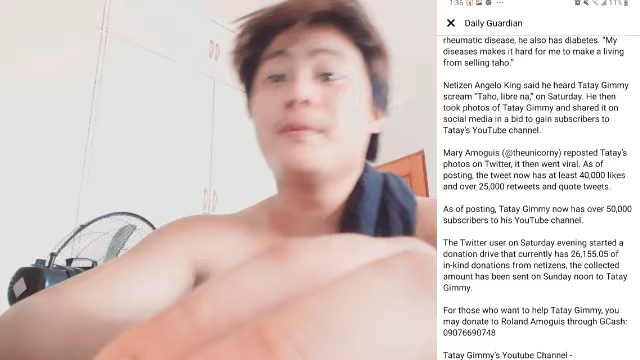 1:36
11%
Daily Guardian
rheumatic disease, he also has diabetes. "My
diseases makes it hard for me to make a living
from selling taho."
Netizen Angelo King said he heard Tatay Gimmy
scream "Taho, libre na," on Saturday. He then
took photos of Tatay Gimmy and shared it on
social media in a bid to gain subscribers to
Tatay's YouTube channel.
Mary Amoguis (@theunicorny) reposted Tatay's
photos on Twitter, it then went viral. As of
posting, the tweet now has at least 40,000 likes
and over 25,000 retweets and quote tweets.
As of posting, Tatay Gimmy now has over 50,000
subscribers to his YouTube channel.
The Twitter user on Saturday evening started a
donation drive that currently has 26,155.05 of
in-kind donations from netizens, the collected
amount has been sent on Sunday noon to Tatay
Gimmy.
For those who want to help Tatay Gimmy, you
may donate to Roland Amoguis through GCash:
09076690748
Tatay Gimmy's Youtube Channel -